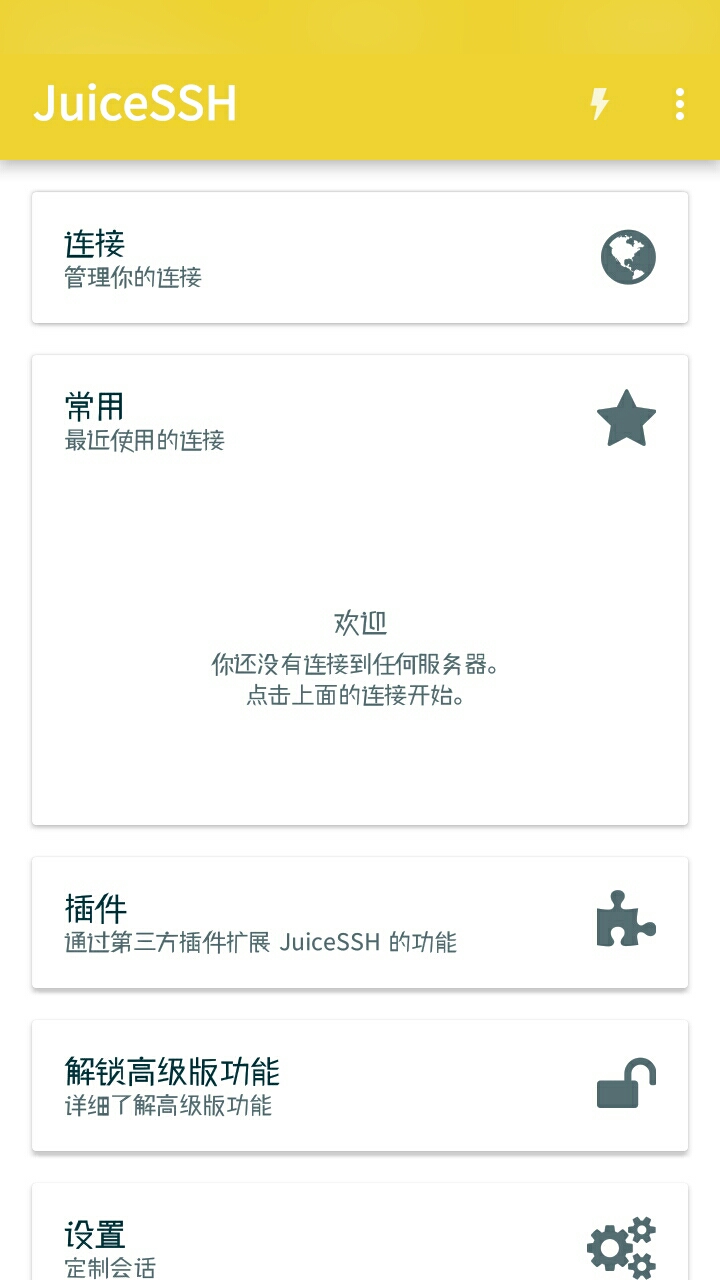 JuiceSSH
连接
管理你的连接
常用
最近使用的连接
欢迎
你还没有连接到任何服务器。
点击上面的连接开始。
插件
通过第三方插件扩展 JuiceSSH 的功能
解锁高级版功能
详细了解高级版功能
设置
定制会话